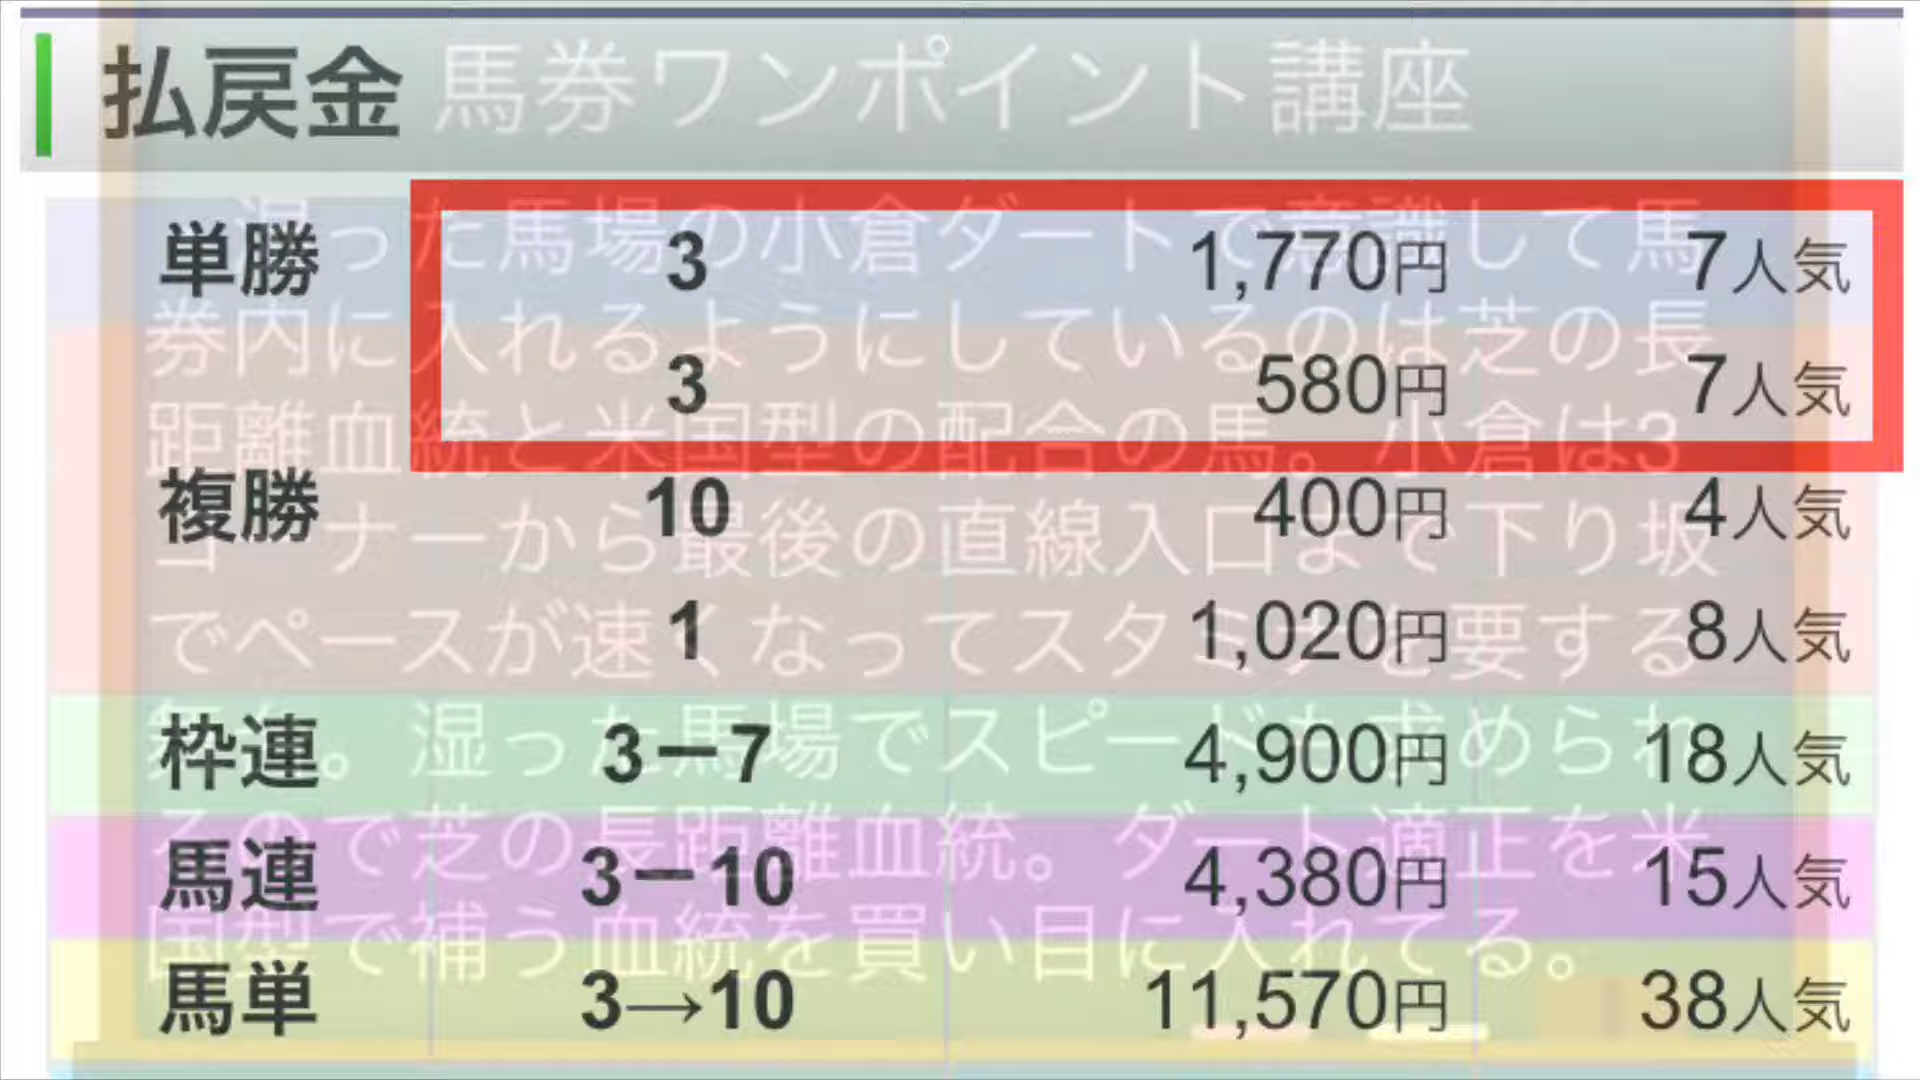 払戻金 馬券ワンポイント講座
単勝 3 1,770円 7人気
複勝 3 580円 7人気
10 400円 4人気
1 1,020円 8人気
枠連 3-7 4,900円 18人気
馬連 3-10 4,380円 15人気
馬単 3→10 11,570円 38人気
湿った馬場の小倉ダートで意識して馬
券内に入れるようにしているのは芝の長
距離血統と米国型の配合の馬。小倉は3
コーナーから最後の直線入口まで下り坂
でペースが速くなってスタミナを要する
。湿った馬場でスピードも求められ
るので芝の長距離血統。ダート適正を米
国型で補う血統を買い目に入れてる。